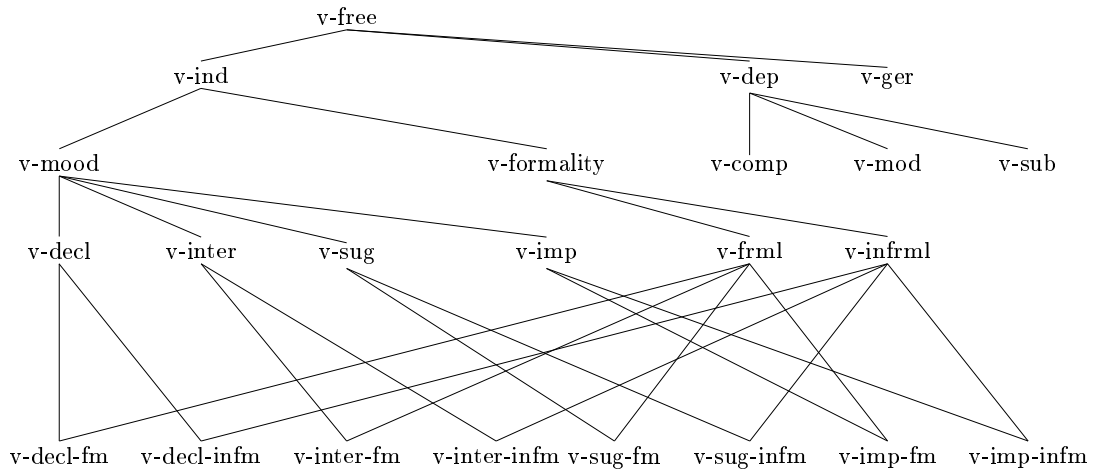 v-free
v-ind v-dep v-ger
v-mood v-formality v-comp v-mod v-sub
v-decl v-inter v-sug v-imp v-frml v-infrml
v-decl-fm v-decl-infm v-inter-fm v-inter-infm v-sug-fm v-sug-infm v-imp-fm v-imp-infm